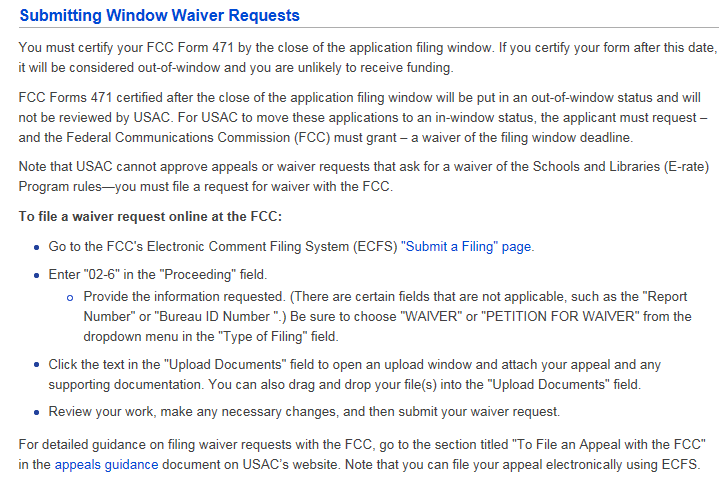 Submitting Window Waiver Requests
You must certify your FCC Form 471 by the close of the application filing window. If you certify your form after this date,
it will be considered out-of-window and you are unlikely to receive funding.
FCC Forms 471 certified after the close of the application filing window will be put in an out-of-window status and will
not be reviewed by USAC. For USAC to move these applications to an in-window status, the applicant must request –
and the Federal Communications Commission (FCC) must grant – a waiver of the filing window deadline.
Note that USAC cannot approve appeals or waiver requests that ask for a waiver of the Schools and Libraries (E-rate)
Program rules—you must file a request for waiver with the FCC.
To file a waiver request online at the FCC:
• Go to the FCC's Electronic Comment Filing System (ECFS) "Submit a Filing" page.
• Enter "02-6" in the "Proceeding" field.
o Provide the information requested. (There are certain fields that are not applicable, such as the "Report
Number" or "Bureau ID Number ".) Be sure to choose "WAIVER" or "PETITION FOR WAIVER" from the
dropdown menu in the "Type of Filing" field.
• Click the text in the "Upload Documents" field to open an upload window and attach your appeal and any
supporting documentation. You can also drag and drop your file(s) into the "Upload Documents" field.
• Review your work, make any necessary changes, and then submit your waiver request.
For detailed guidance on filing waiver requests with the FCC, go to the section titled "To File an Appeal with the FCC"
in the appeals guidance document on USAC's website. Note that you can file your appeal electronically using ECFS.